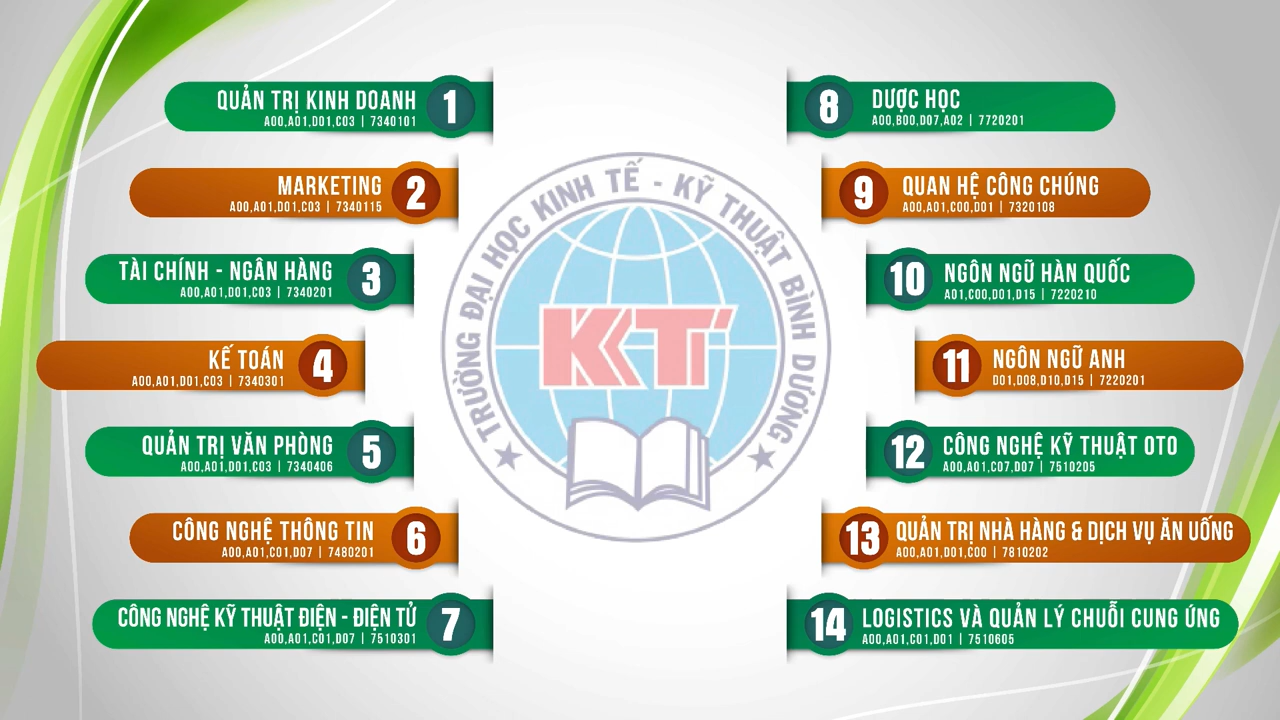 QUẢN TRỊ KINH DOANH
1
A00,A01,D01,C03 | 7340101
MARKETING
2
A00,A01,D01,C03 | 7340115
TÀI CHÍNH - NGÂN HÀNG
3
A00,A01,D01,C03 | 7340201
KẾ TOÁN
4
A00,A01,D01,C03 | 7340301
QUẢN TRỊ VĂN PHÒNG
5
A00,A01,D01,C03 | 7340406
CÔNG NGHỆ THÔNG TIN
6
A00,A01,C01,D07 | 7480201
CÔNG NGHỆ KỸ THUẬT ĐIỆN - ĐIỆN TỬ
7
A00,A01,C01,D07 | 7510301
TRƯỜNG ĐẠI HỌC KINH TẾ - KỸ THUẬT BÌNH DƯƠNG
KKT
8
DƯỢC HỌC
A00,B00,D07,A02 | 7720201
9
QUAN HỆ CÔNG CHÚNG
A00,A01,C00,D01 | 7320108
10
NGÔN NGỮ HÀN QUỐC
A01,C00,D01,D15 | 7220210
11
NGÔN NGỮ ANH
D01,D08,D10,D15 | 7220201
12
CÔNG NGHỆ KỸ THUẬT OTO
A00,A01,C07,D07 | 7510205
13
QUẢN TRỊ NHÀ HÀNG & DỊCH VỤ ĂN UỐNG
A00,A01,D01,C00 | 7810202
14
LOGISTICS VÀ QUẢN LÝ CHUỖI CUNG ỨNG
A00,A01,C01,D01 | 7510605